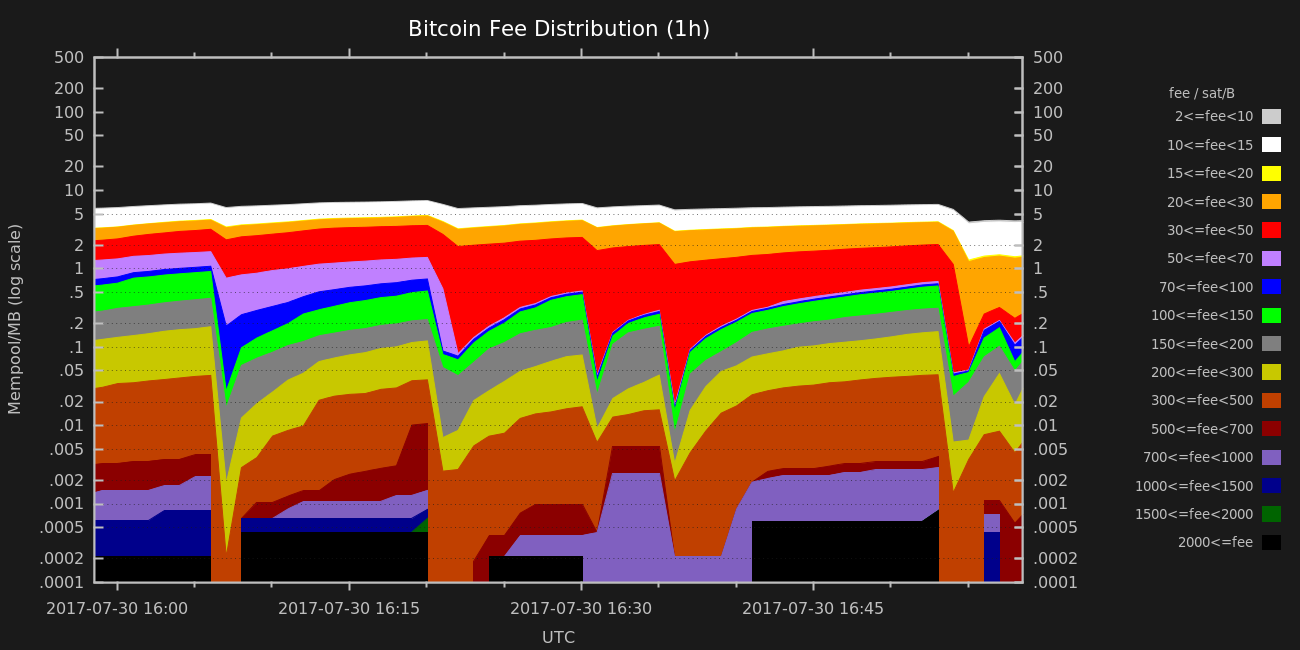 Bitcoin Fee Distribution (1h)
500 500
200 200
100 100
50 50
20 20
10 10
5 5
2 2
1 1
.5 .5
.2 .2
.1 .1
.05 .05
.02 .02
.01 .01
.005 .005
.002 .002
.001 .001
.0005 .0005
.0002 .0002
.0001 .0001
Mempool/MB (log scale)
2017-07-30 16:00 2017-07-30 16:15 2017-07-30 16:30 2017-07-30 16:45
UTC
fee / sat/B
2<=fee<10
10<=fee<15
15<=fee<20
20<=fee<30
30<=fee<50
50<=fee<70
70<=fee<100
100<=fee<150
150<=fee<200
200<=fee<300
300<=fee<500
500<=fee<700
700<=fee<1000
1000<=fee<1500
1500<=fee<2000
2000<=fee